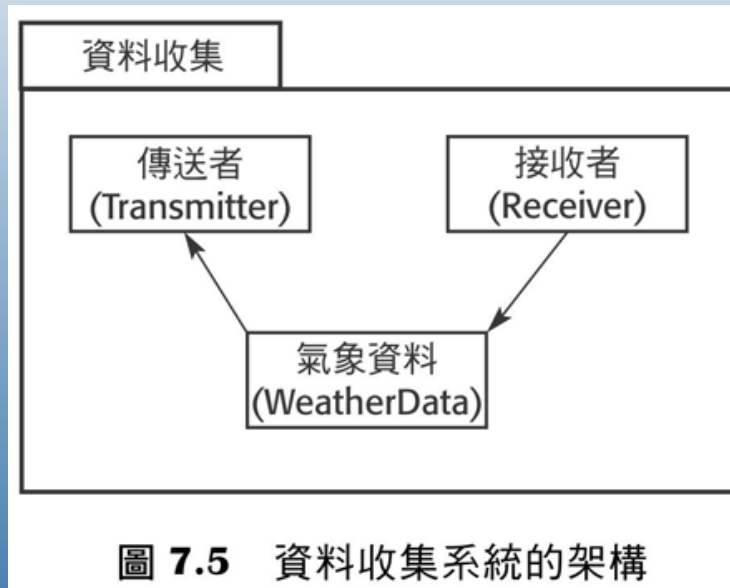 資料收集
傳送者
(Transmitter)
接收者
(Receiver)
氣象資料
(WeatherData)
圖 7.5 資料收集系統的架構